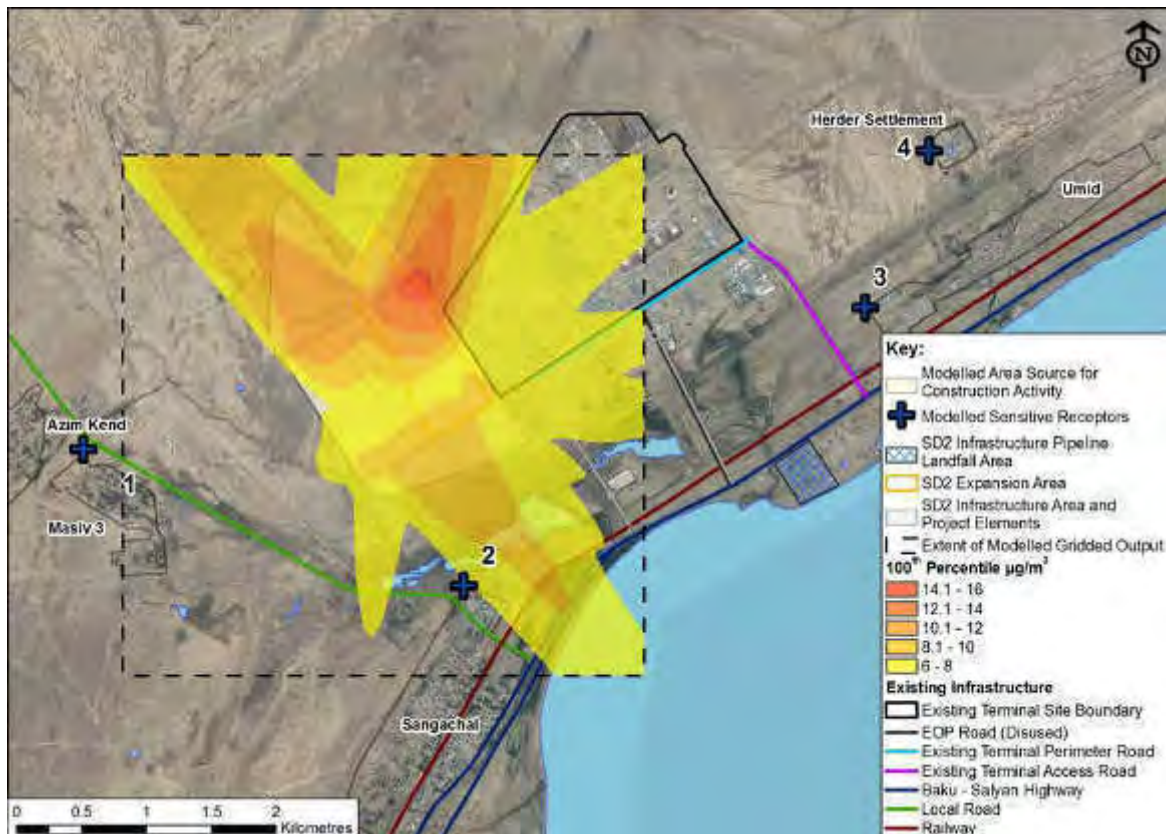 N
Herder Settlement
4
Umid
3
Azim Kend
1
Masiv 3
2
Sangachal
Key:
Modelled Area Source for
Construction Activity
Modelled Sensitive Receptors
SD2 Infrastructure Pipeline
Landfall Area
SD2 Expansion Area
SD2 Infrastructure Area and
Project Elements
Extent of Modelled Gridded Output
100th Percentile µg/m³
14.1 - 16
12.1 - 14
10.1 - 12
8.1 - 10
6 - 8
Existing Infrastructure
Existing Terminal Site Boundary
EOP Road (Disused)
Existing Terminal Perimeter Road
Existing Terminal Access Road
Baku - Salyan Highway
Local Road
Railway
0 0.5 1 1.5 2
Kilometres